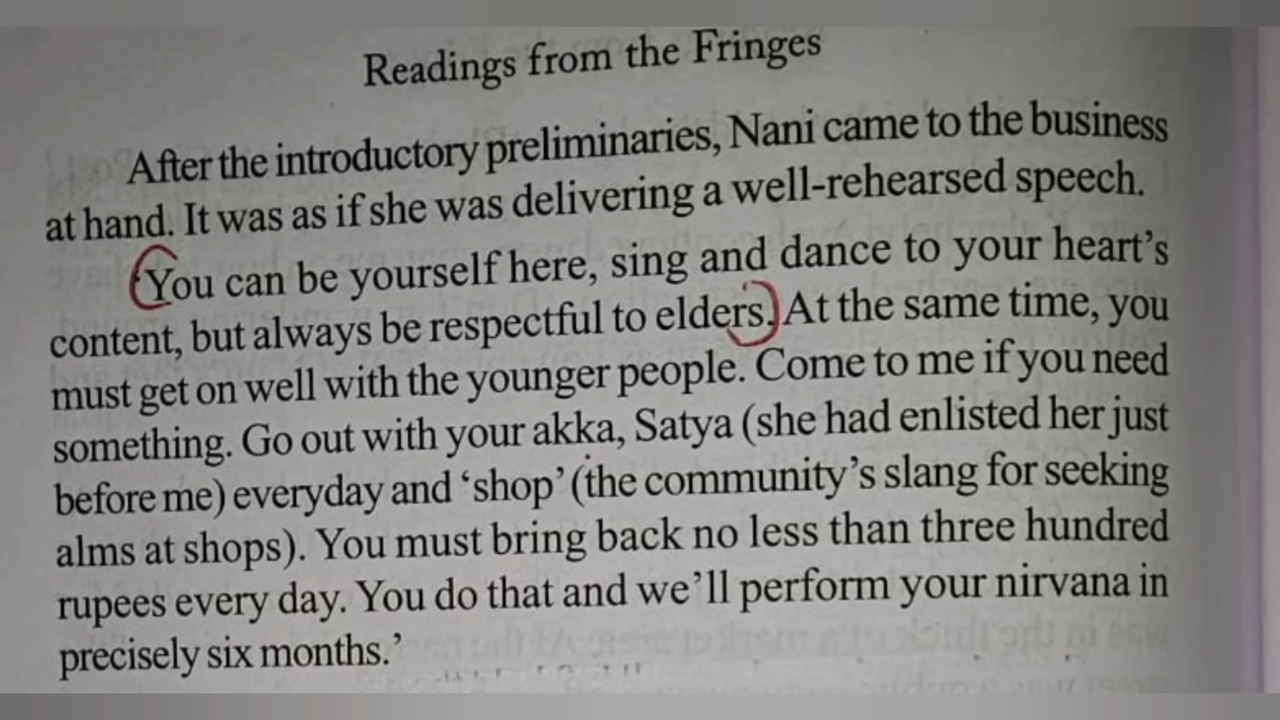 Readings from the Fringes
After the introductory preliminaries, Nani came to the business
at hand. It was as if she was delivering a well-rehearsed speech.
You can be yourself here, sing and dance to your heart's
content, but always be respectful to elders. At the same time, you
must get on well with the younger people. Come to me if you need
something. Go out with your akka, Satya (she had enlisted her just
before me) everyday and ‘shop’ (the community's slang for seeking
alms at shops). You must bring back no less than three hundred
rupees every day. You do that and we'll perform your nirvana in
precisely six months.’